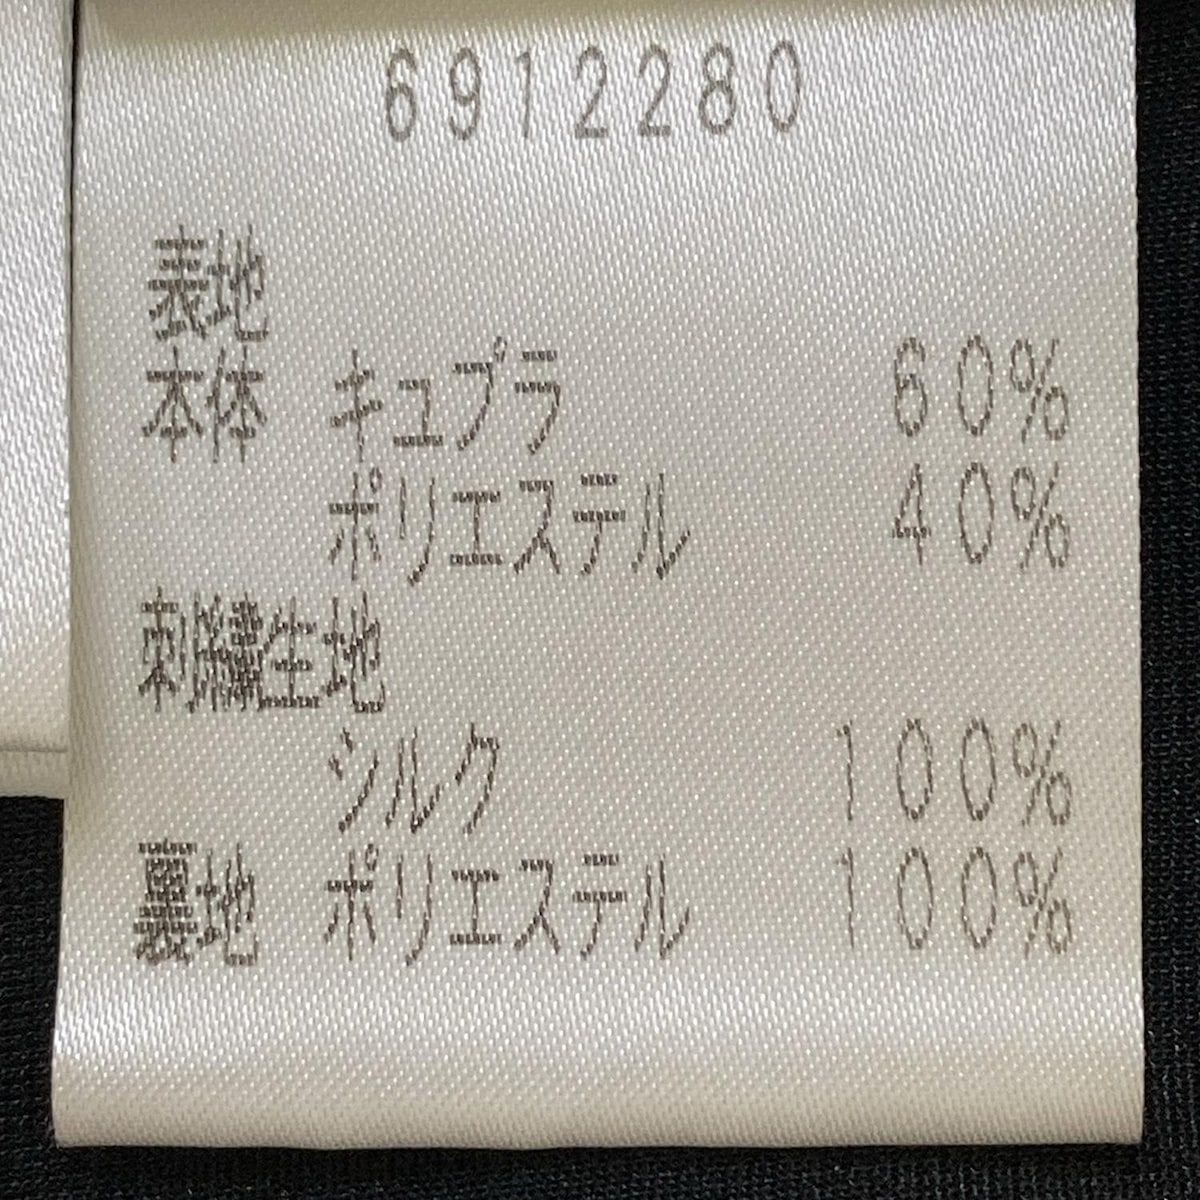 6912280
表地
本体 キュプラ 60%
ポリエステル 40%
刺繍生地
シルク 100%
裏地 ポリエステル 100%